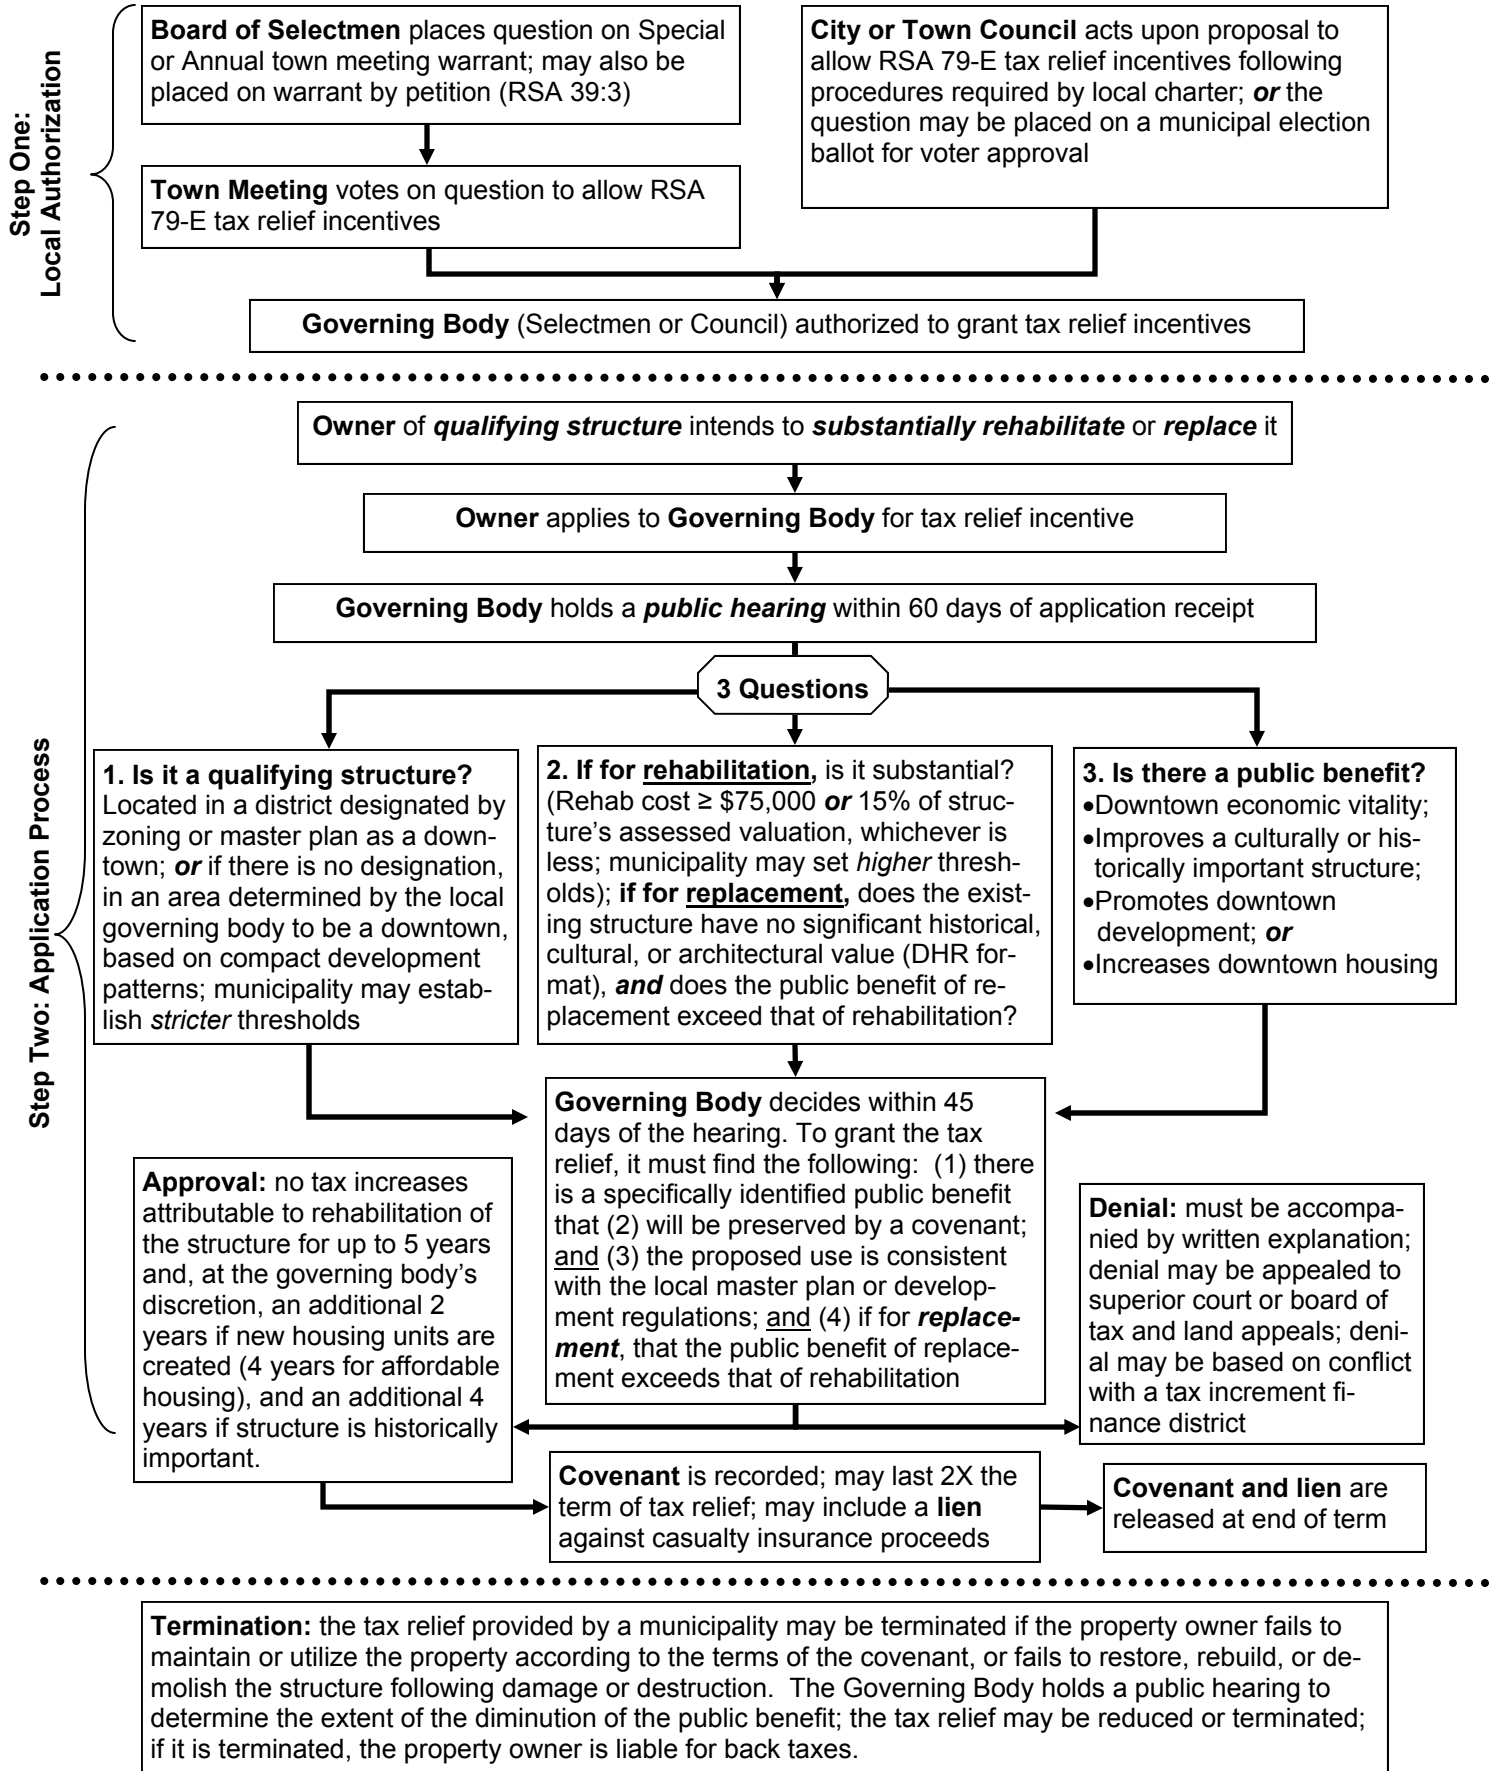 Step One:
Local Authorization
Board of Selectmen places question on Special
or Annual town meeting warrant; may also be
placed on warrant by petition (RSA 39:3)
City or Town Council acts upon proposal to
allow RSA 79-E tax relief incentives following
procedures required by local charter; or the
question may be placed on a municipal election
ballot for voter approval
Town Meeting votes on question to allow RSA
79-E tax relief incentives
Governing Body (Selectmen or Council) authorized to grant tax relief incentives
Step Two: Application Process
Owner of qualifying structure intends to substantially rehabilitate or replace it
Owner applies to Governing Body for tax relief incentive
Governing Body holds a public hearing within 60 days of application receipt
3 Questions
1. Is it a qualifying structure?
Located in a district designated by
zoning or master plan as a down-
town; or if there is no designation,
in an area determined by the local
governing body to be a downtown,
based on compact development
patterns; municipality may estab-
lish stricter thresholds
2. If for rehabilitation, is it substantial?
(Rehab cost ≥ $75,000 or 15% of struc-
ture's assessed valuation, whichever is
less; municipality may set higher thresh-
olds); if for replacement, does the exist-
ing structure have no significant historical,
cultural, or architectural value (DHR for-
mat), and does the public benefit of re-
placement exceed that of rehabilitation?
3. Is there a public benefit?
•Downtown economic vitality;
•Improves a culturally or his-
torically important structure;
•Promotes downtown
development; or
•Increases downtown housing
Governing Body decides within 45
days of the hearing. To grant the tax
relief, it must find the following: (1) there
is a specifically identified public benefit
that (2) will be preserved by a covenant;
and (3) the proposed use is consistent
with the local master plan or develop-
ment regulations; and (4) if for replace-
ment, that the public benefit of replace-
ment exceeds that of rehabilitation
Approval: no tax increases
attributable to rehabilitation of
the structure for up to 5 years
and, at the governing body's
discretion, an additional 2
years if new housing units are
created (4 years for affordable
housing), and an additional 4
years if structure is historically
important.
Denial: must be accompa-
nied by written explanation;
denial may be appealed to
superior court or board of
tax and land appeals; deni-
al may be based on conflict
with a tax increment fi-
nance district
Covenant is recorded; may last 2X the
term of tax relief; may include a lien
against casualty insurance proceeds
Covenant and lien are
released at end of term
Termination: the tax relief provided by a municipality may be terminated if the property owner fails to
maintain or utilize the property according to the terms of the covenant, or fails to restore, rebuild, or de-
molish the structure following damage or destruction. The Governing Body holds a public hearing to
determine the extent of the diminution of the public benefit; the tax relief may be reduced or terminated;
if it is terminated, the property owner is liable for back taxes.